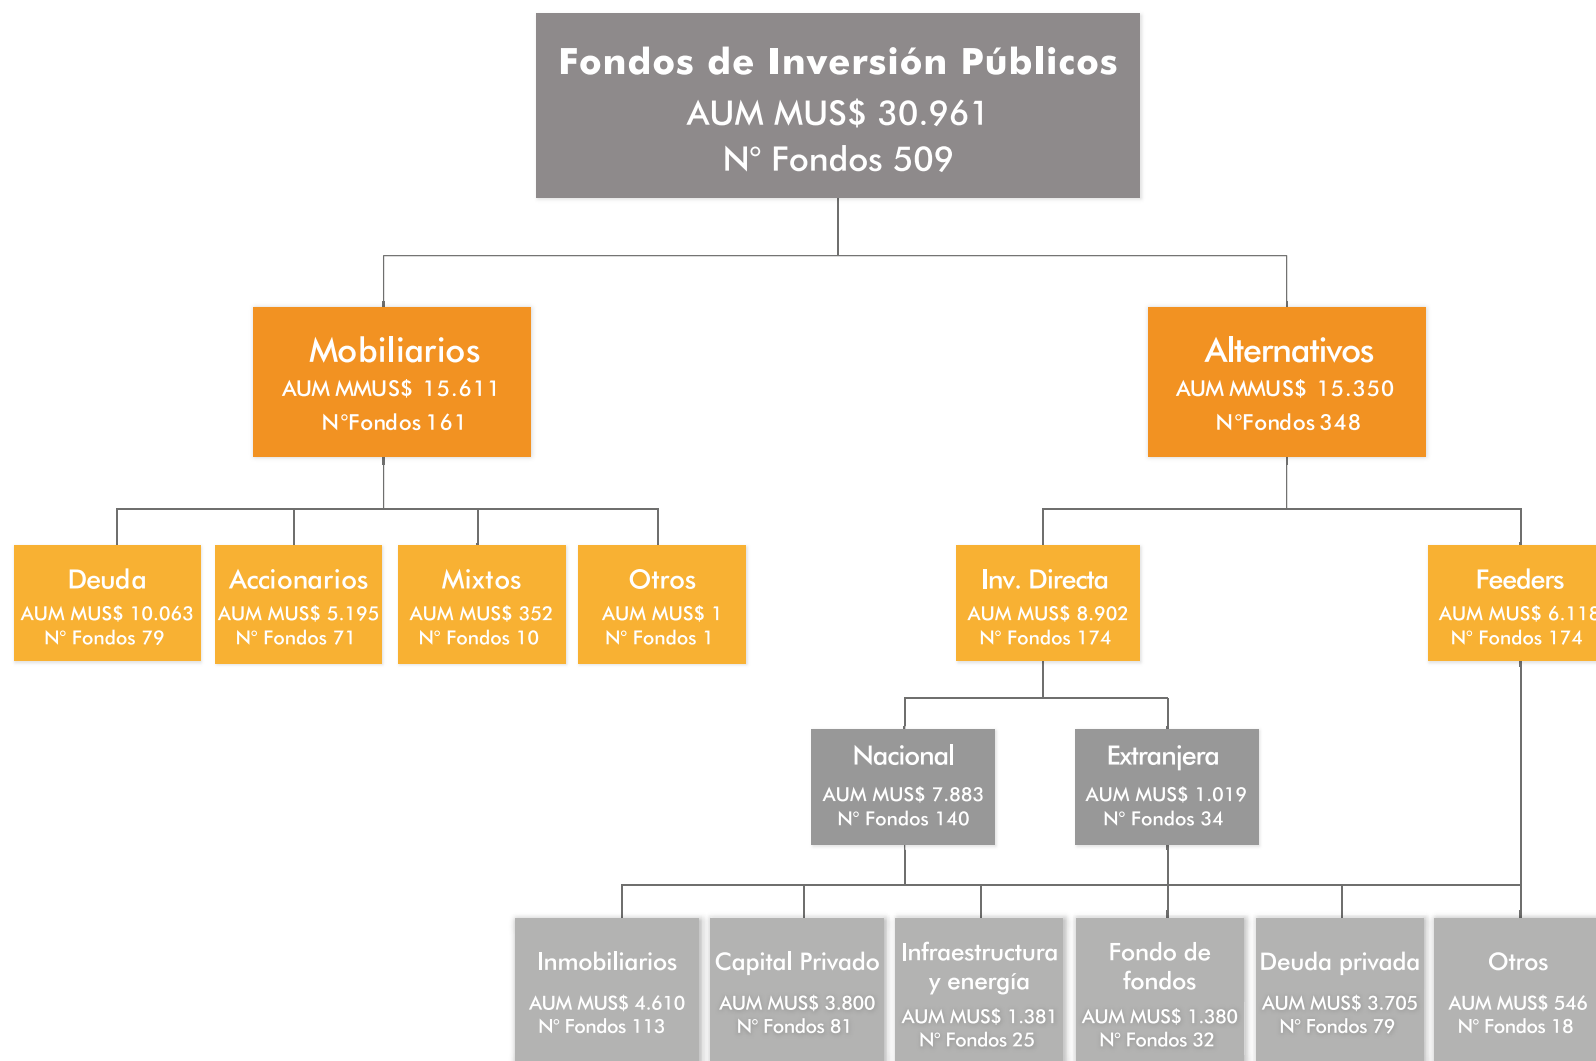 Fondos de Inversión Públicos
AUM MUS$ 30.961
N° Fondos 509
Mobiliarios
AUM MMUS$ 15.611
N°Fondos 161
Alternativos
AUM MMUS$ 15.350
N°Fondos 348
Deuda
AUM MUS$ 10.063
N° Fondos 79
Accionarios
AUM MUS$ 5.195
N° Fondos 71
Mixtos
AUM MUS$ 352
N° Fondos 10
Otros
AUM MUS$ 1
N° Fondos 1
Inv. Directa
AUM MUS$ 8.902
N° Fondos 174
Feeders
AUM MUS$ 6.118
N° Fondos 174
Nacional
AUM MUS$ 7.883
N° Fondos 140
Extranjera
AUM MUS$ 1.019
N° Fondos 34
Inmobiliarios
AUM MUS$ 4.610
N° Fondos 113
Capital Privado
AUM MUS$ 3.800
N° Fondos 81
Infraestructura
y energía
AUM MUS$ 1.381
N° Fondos 25
Fondo de
fondos
AUM MUS$ 1.380
N° Fondos 32
Deuda privada
AUM MUS$ 3.705
N° Fondos 79
Otros
AUM MUS$ 546
N° Fondos 18